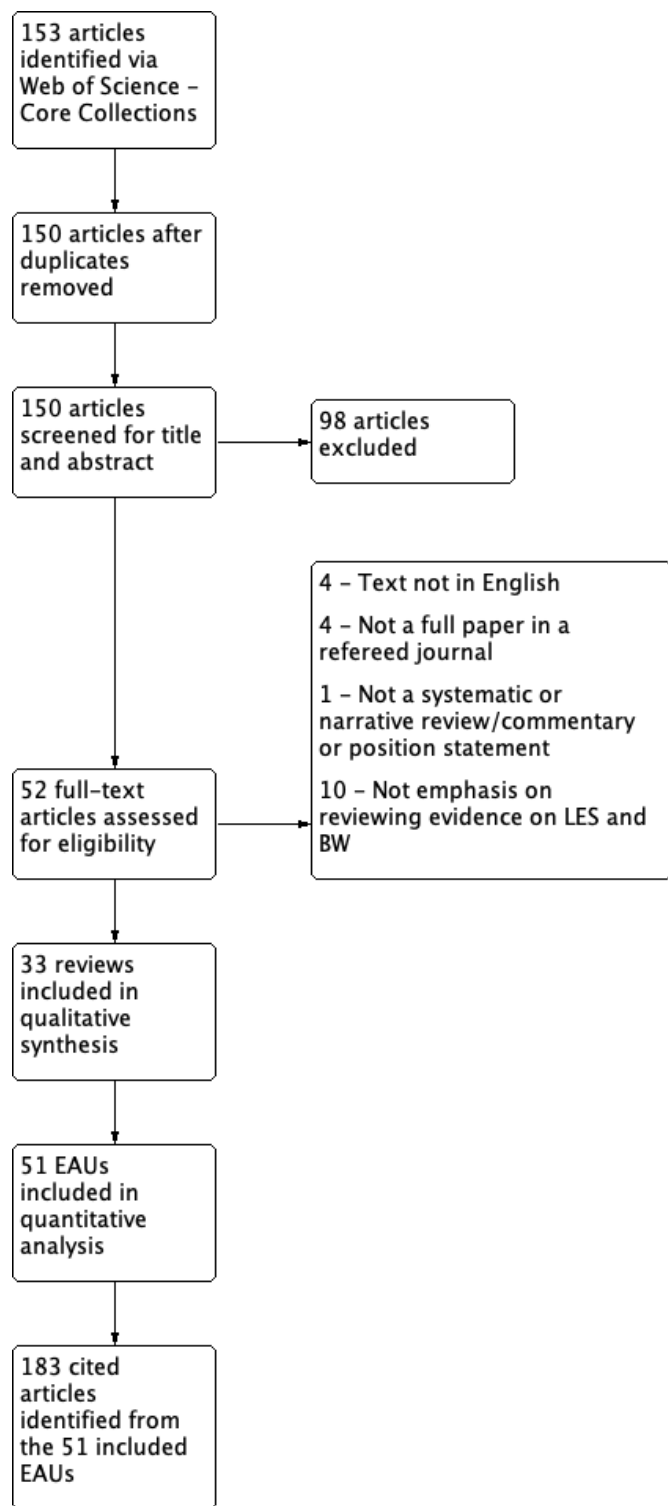 153 articles
identified via
Web of Science –
Core Collections
150 articles after
duplicates
removed
150 articles
screened for title
and abstract
98 articles
excluded
4 – Text not in English
4 – Not a full paper in a
refereed journal
1 – Not a systematic or
narrative review/commentary
or position statement
10 – Not emphasis on
reviewing evidence on LES and
BW
52 full-text
articles assessed
for eligibility
33 reviews
included in
qualitative
synthesis
51 EAUs
included in
quantitative
analysis
183 cited
articles
identified from
the 51 included
EAUs